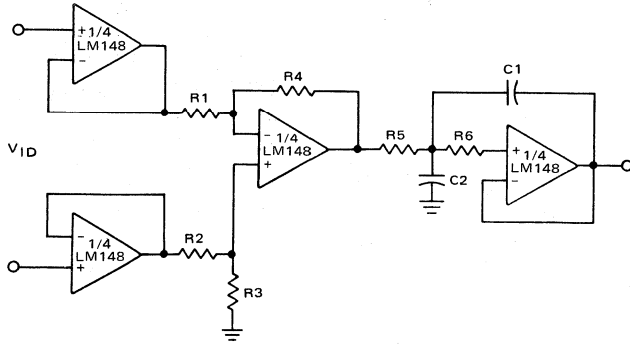 + 1/4
LM148
-
R1
R4
- 1/4
LM148
+
VID
R5
R6
C1
C2
+ 1/4
LM148
-
- 1/4
LM148
+
R2
R3